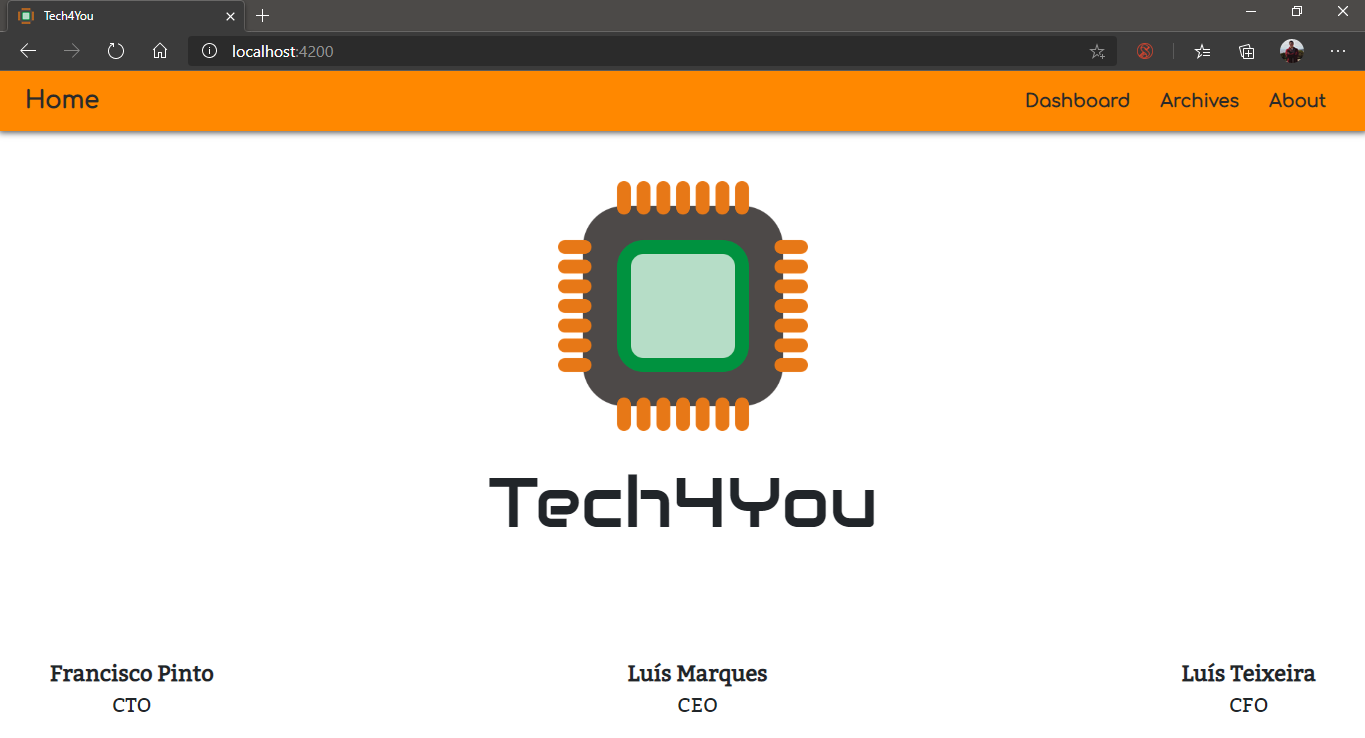 Tech4You
localhost:4200
Home Dashboard Archives About
Tech4You
Francisco Pinto Luís Marques Luís Teixeira
CTO CEO CFO